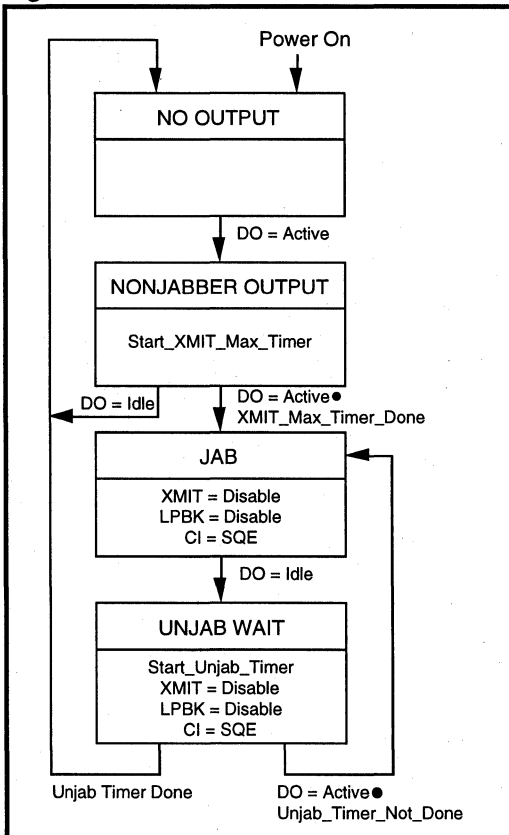 Power On
NO OUTPUT
DO = Active
NONJABBER OUTPUT
Start_XMIT_Max_Timer
DO = Idle
DO = Active●
XMIT_Max_Timer_Done
JAB
XMIT = Disable
LPBK = Disable
CI = SQE
DO = Idle
UNJAB WAIT
Start_Unjab_Timer
XMIT = Disable
LPBK = Disable
CI = SQE
Unjab Timer Done
DO = Active●
Unjab_Timer_Not_Done